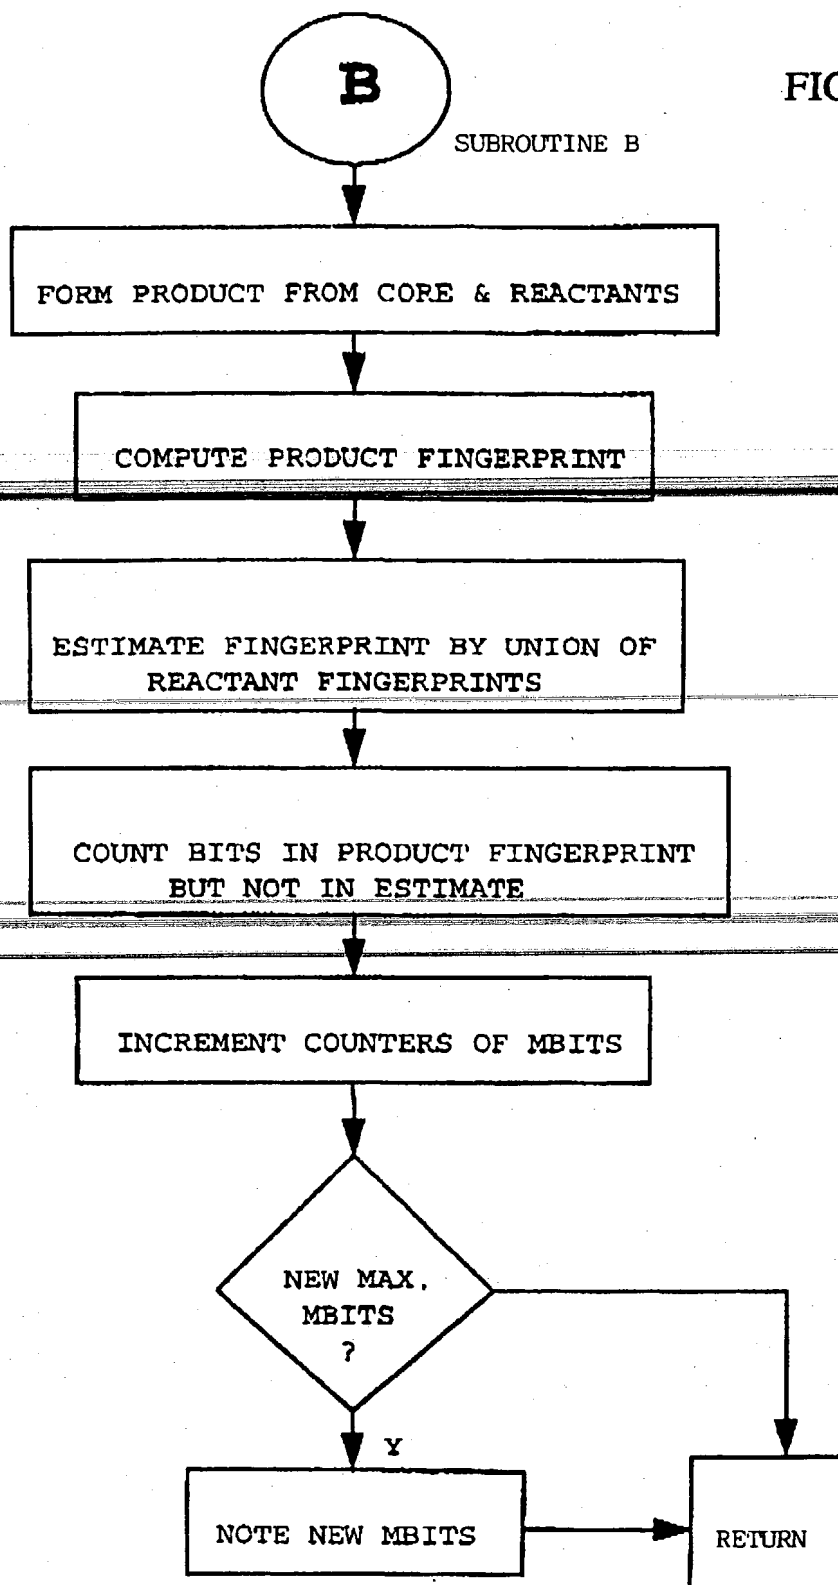 B
FIG
SUBROUTINE B
FORM PRODUCT FROM CORE & REACTANTS
COMPUTE PRODUCT FINGERPRINT
ESTIMATE FINGERPRINT BY UNION OF
REACTANT FINGERPRINTS
COUNT BITS IN PRODUCT FINGERPRINT
BUT NOT IN ESTIMATE
INCREMENT COUNTERS OF MBITS
NEW MAX.
MBITS
?
Y
NOTE NEW MBITS
RETURN